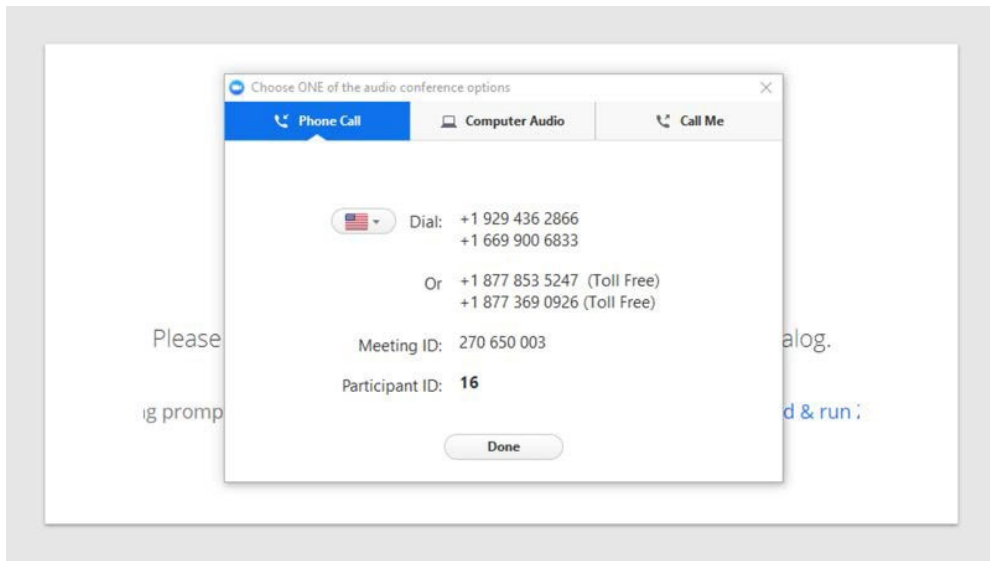 Choose ONE of the audio conference options
Phone Call Computer Audio Call Me
Dial: +1 929 436 2866
+1 669 900 6833
Or +1 877 853 5247 (Toll Free)
+1 877 369 0926 (Toll Free)
Please alog.
Meeting ID: 270 650 003
Participant ID: 16
g promp d & run
Done